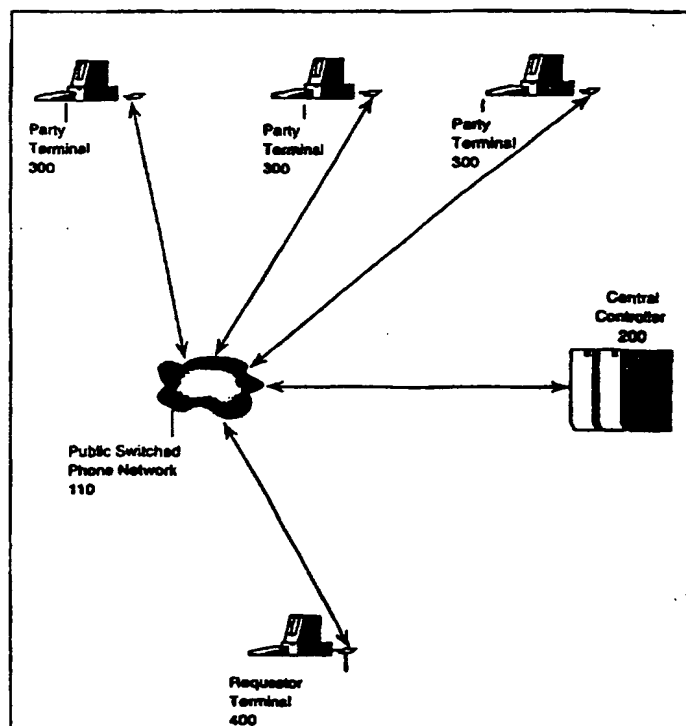 Party
Terminal
300
Party
Terminal
300
Party
Terminal
300
Central
Controller
200
Public Switched
Phone Network
110
Requestor
Terminal
400